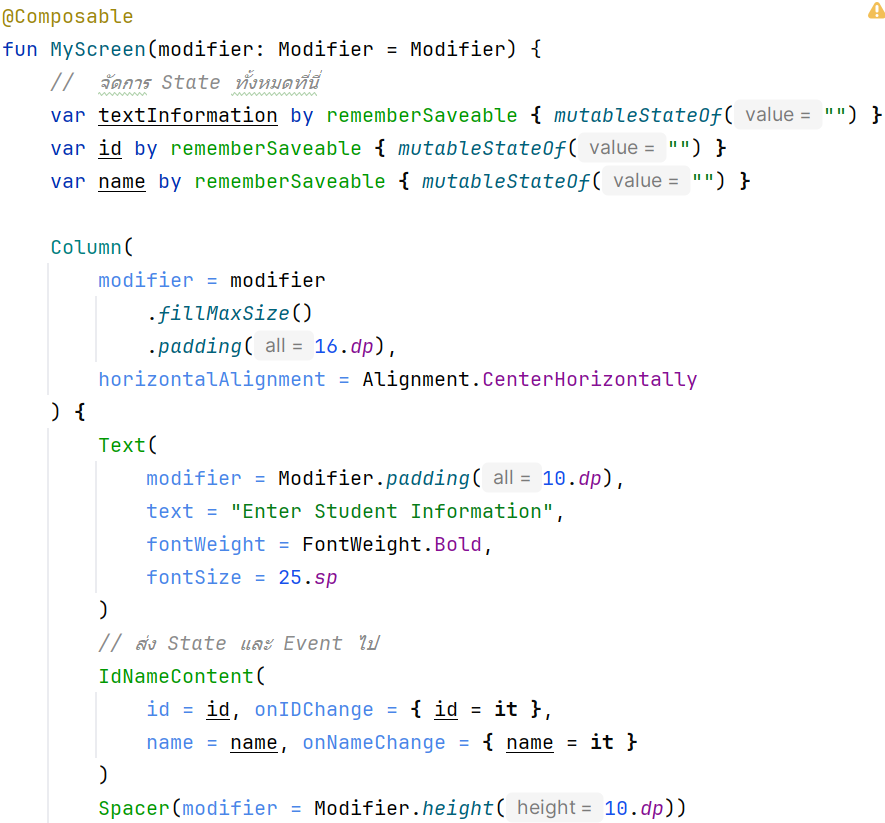 @Composable
fun MyScreen(modifier: Modifier = Modifier) {
    //  จัดการ State ทั้งหมดที่นี่
    var textInformation by rememberSaveable { mutableStateOf( value = "") }
    var id by rememberSaveable { mutableStateOf( value = "") }
    var name by rememberSaveable { mutableStateOf( value = "") }

    Column(
        modifier = modifier
            .fillMaxSize()
            .padding( all = 16.dp),
        horizontalAlignment = Alignment.CenterHorizontally
    ) {
        Text(
            modifier = Modifier.padding( all = 10.dp),
            text = "Enter Student Information",
            fontWeight = FontWeight.Bold,
            fontSize = 25.sp
        )
        // ส่ง State และ Event ไป
        IdNameContent(
            id = id, onIDChange = { id = it },
            name = name, onNameChange = { name = it }
        )
        Spacer(modifier = Modifier.height( height = 10.dp))